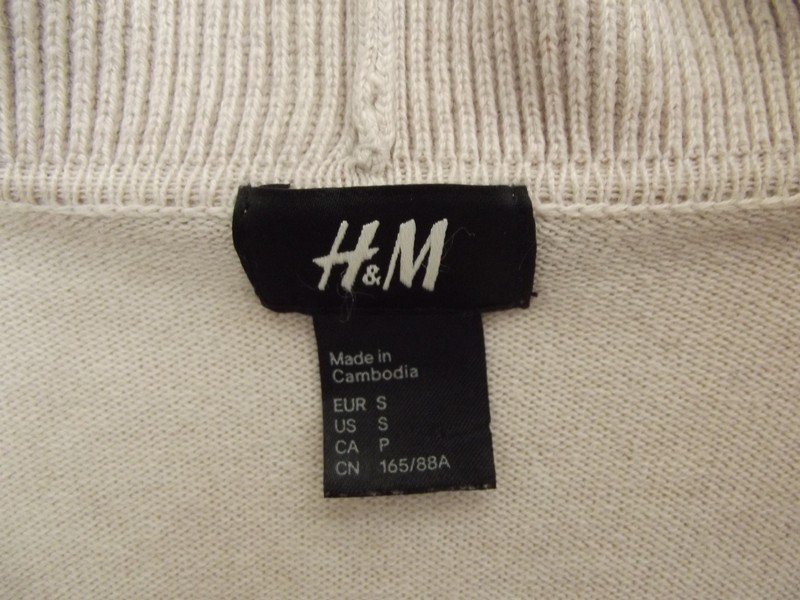 H&M
Made in
Cambodia
EUR S
US S
CA P
CN 165/88A